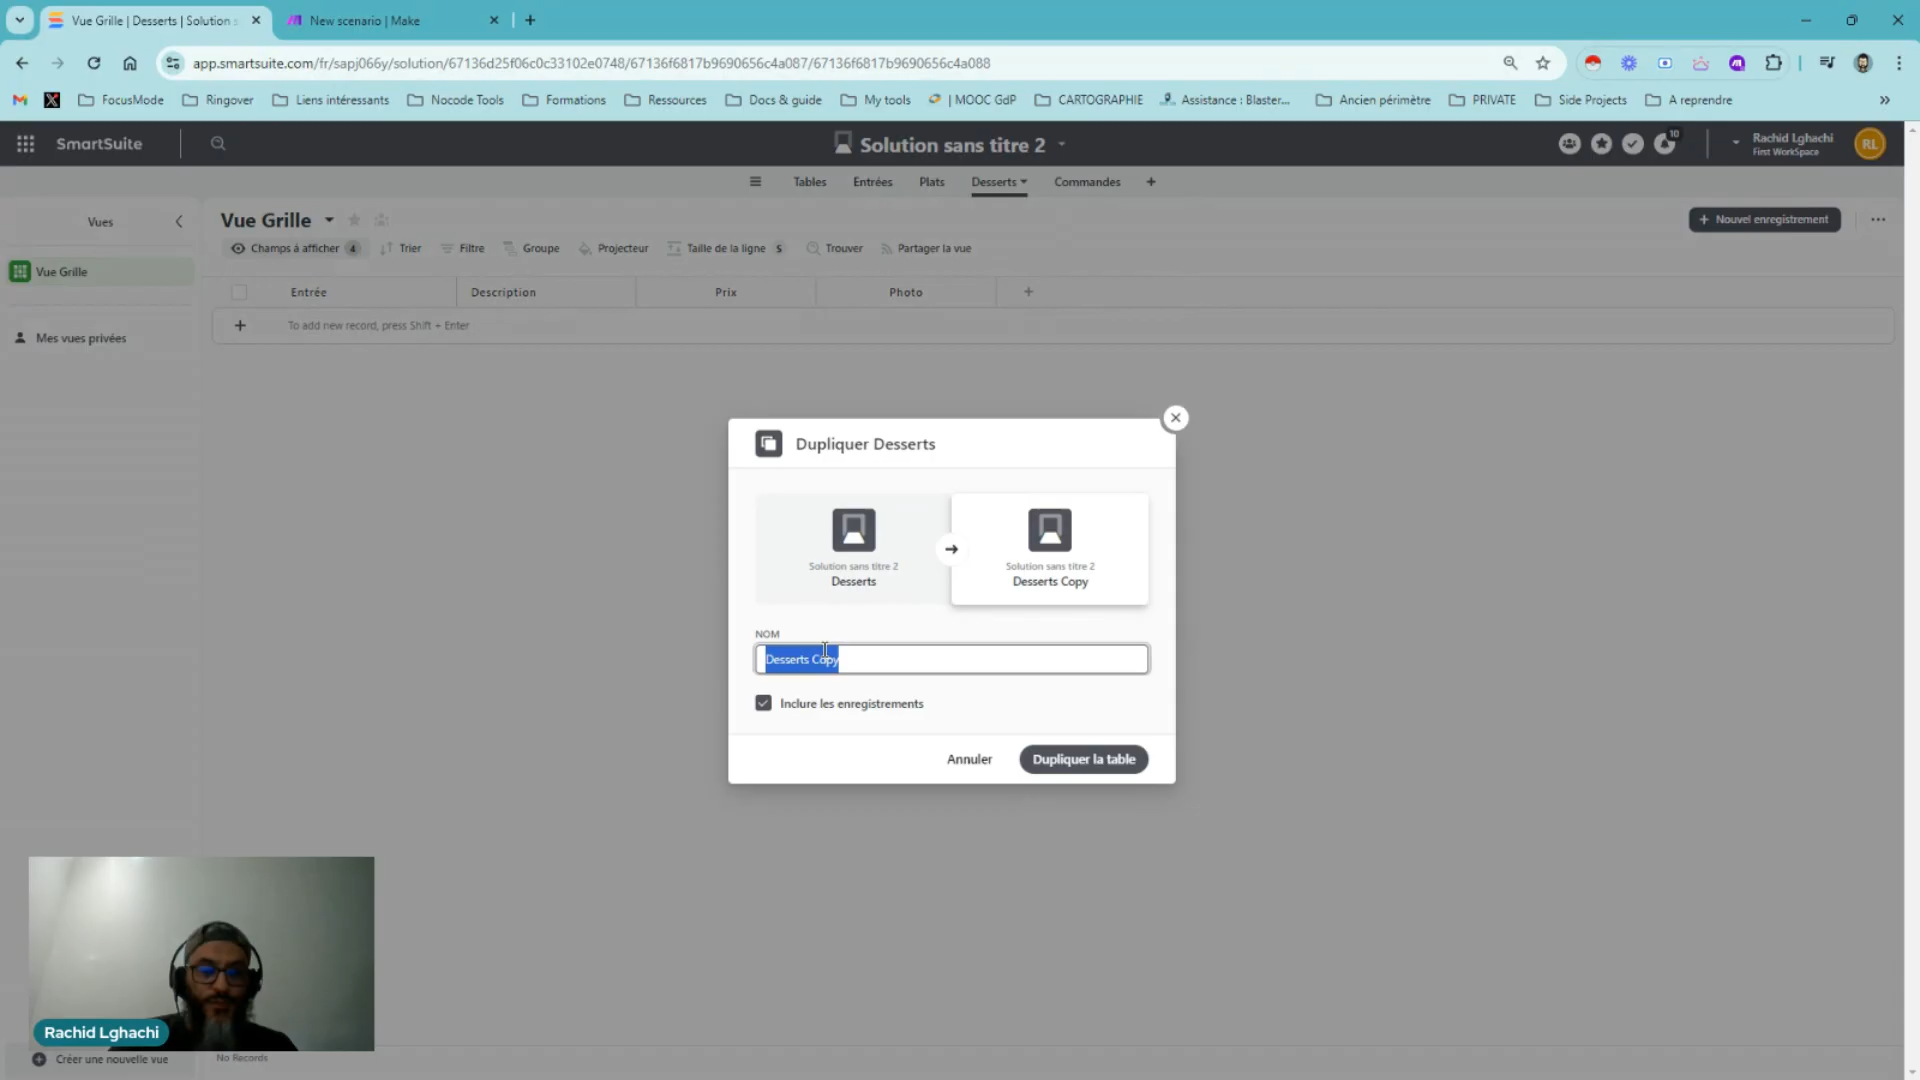 Vue Grille | Desserts | Solution s
New scenario | Make
app.smartsuite.com/fr/sapj066y/solution/67136d25f06c0c33102e0748/67136f6817b9690656c4a087/67136f6817b9690656c4a088
FocusMode
Ringover
Liens intéressants
Nocode Tools
Formations
Ressources
Docs & guide
My tools
| MOOC GdP
CARTOGRAPHIE
Assistance : Blaster...
Ancien périmètre
PRIVATE
Side Projects
A reprendre
SmartSuite
Solution sans titre 2
10
Rachid Lghachi
First WorkSpace
RL
Tables
Entrées
Plats
Desserts
Commandes
Vues
Vue Grille
Nouvel enregistrement
Champs à afficher 4
Trier
Filtre
Groupe
Projecteur
Taille de la ligne S
Trouver
Partager la vue
Vue Grille
Entrée
Description
Prix
Photo
To add new record, press Shift + Enter
Mes vues privées
Dupliquer Desserts
Solution sans titre 2
Desserts
Solution sans titre 2
Desserts Copy
NOM
Desserts Copy
Inclure les enregistrements
Annuler
Dupliquer la table
Rachid Lghachi
Créer une nouvelle vue
No Records